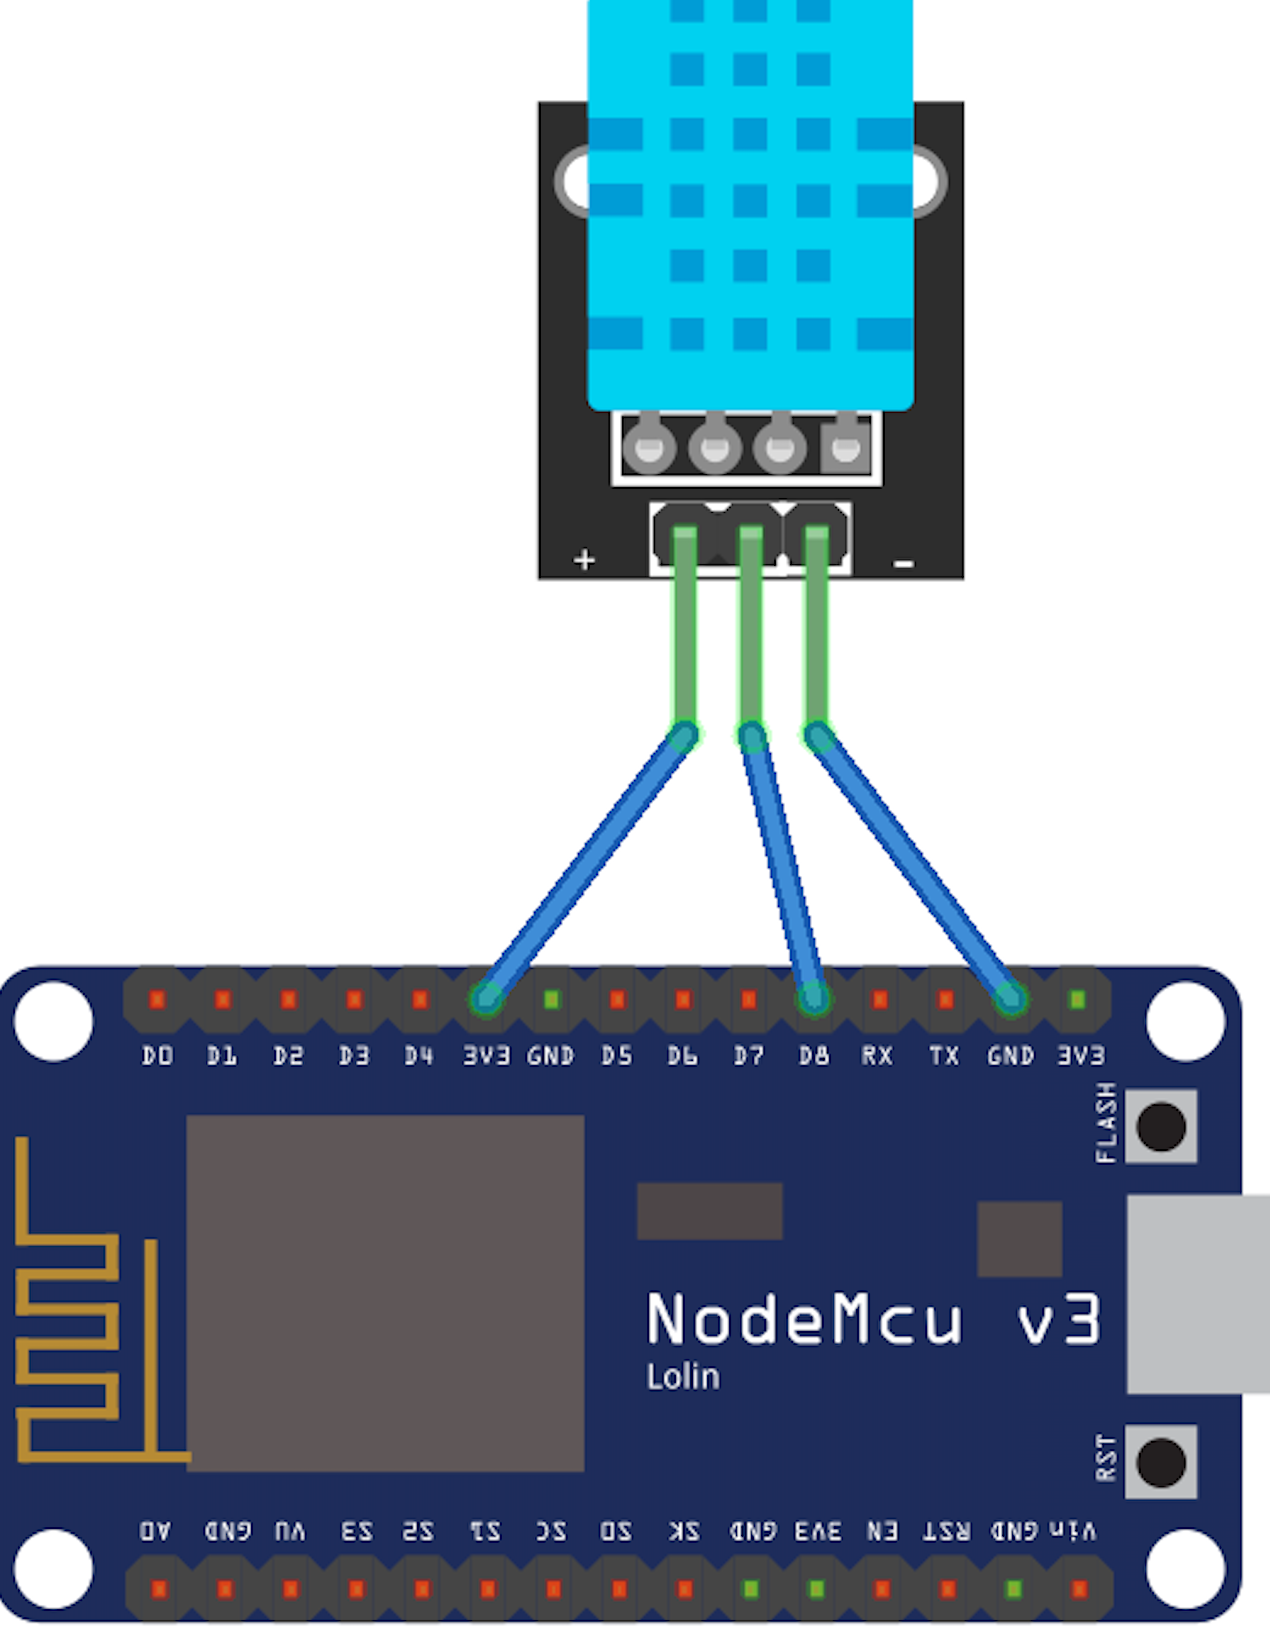 + -
D0 D1 D2 D3 D4 3V3 GND D5 D6 D7 D8 RX TX GND 3V3
FLASH
NodeMcu v3
Lolin
RST
A0 GND VU S3 S2 S1 SC SO SK GND 3V3 EN RST GND Vin